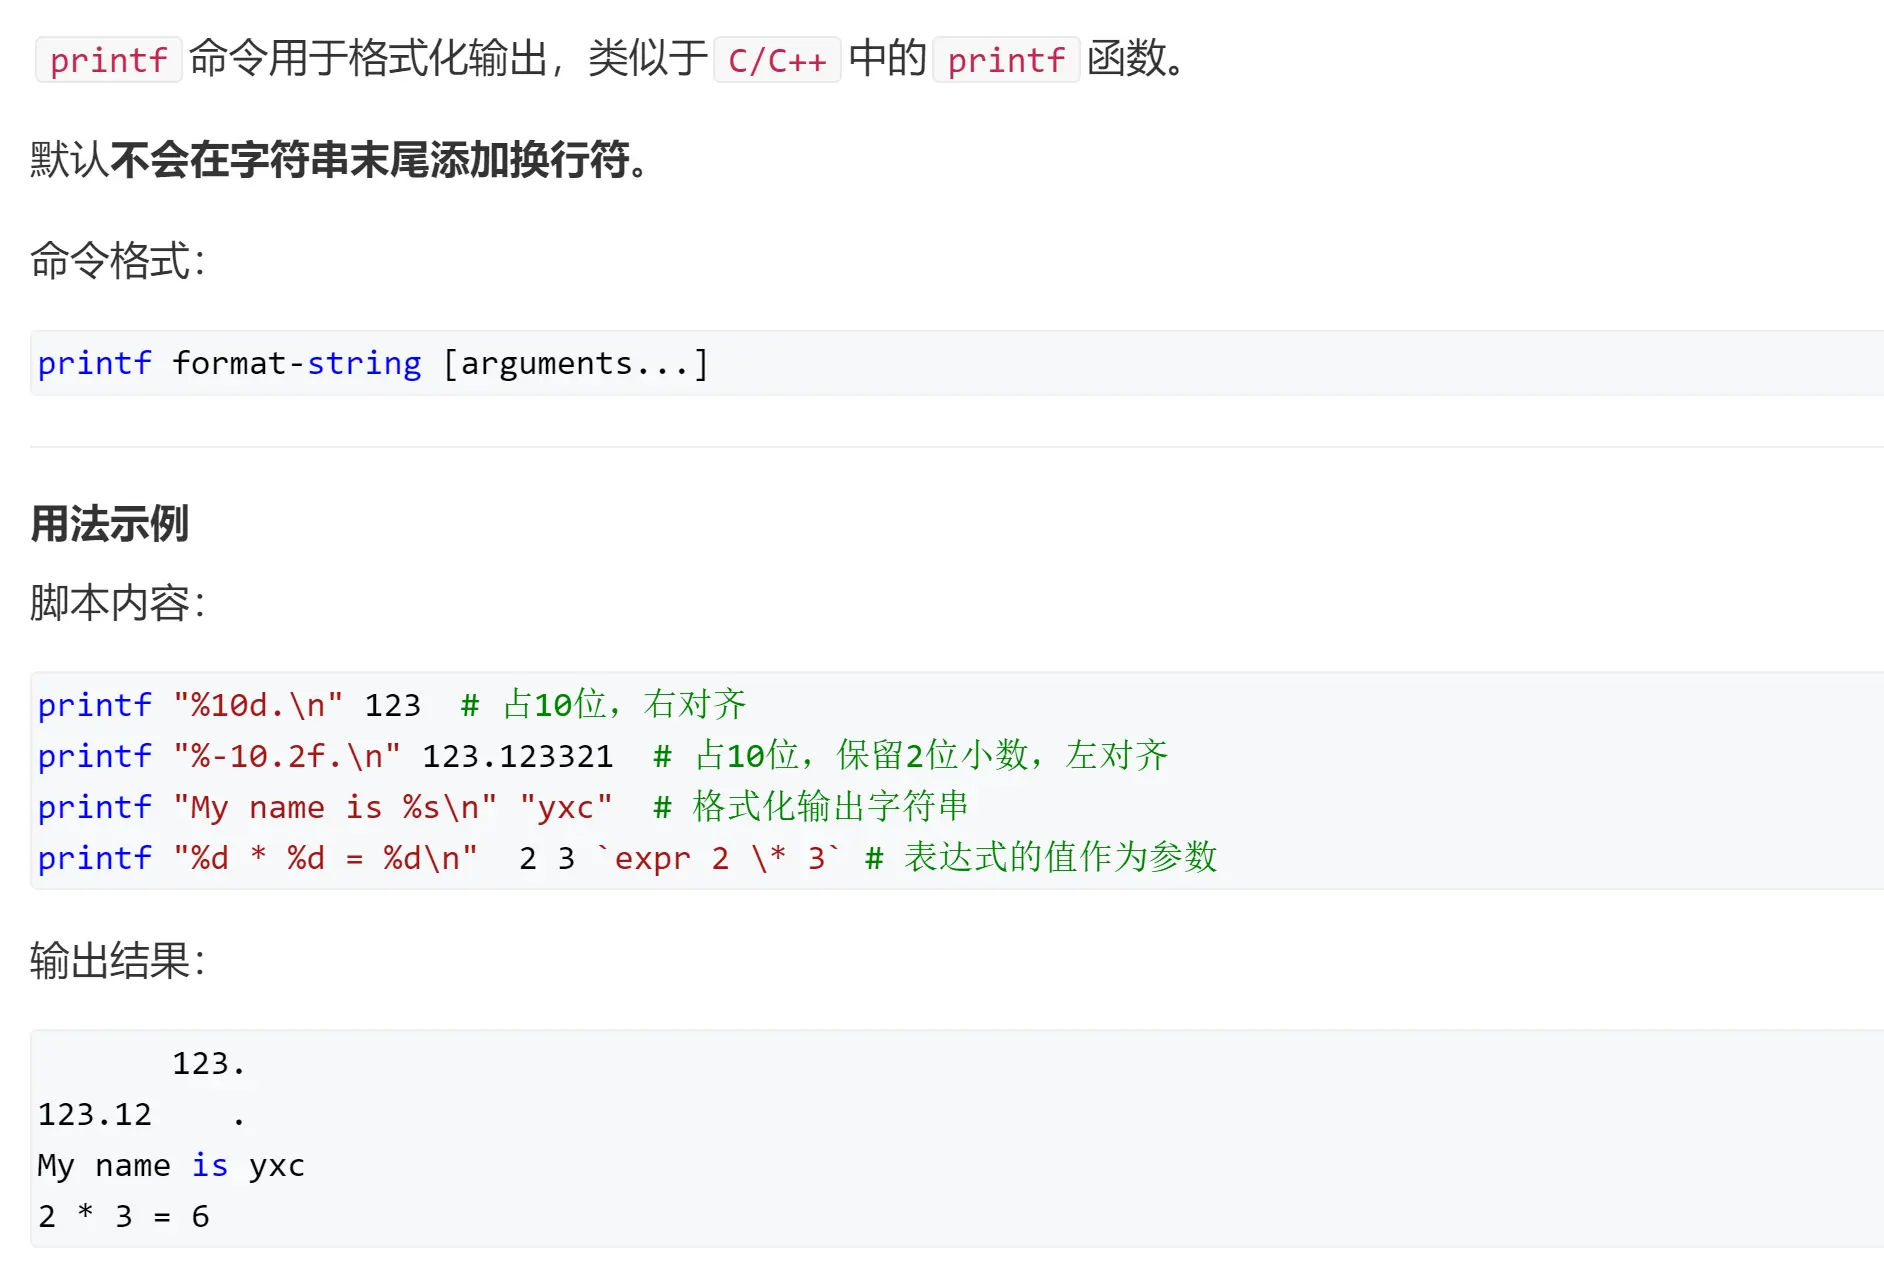 printf 命令用于格式化输出，类似于 C/C++ 中的 printf 函数。
默认不会在字符串末尾添加换行符。
命令格式：
printf format-string [arguments...]
用法示例
脚本内容：
printf "%10d.\n" 123  # 占10位，右对齐
printf "%-10.2f.\n" 123.123321  # 占10位，保留2位小数，左对齐
printf "My name is %s\n" "yxc"  # 格式化输出字符串
printf "%d * %d = %d\n"  2 3 `expr 2 \* 3` # 表达式的值作为参数
输出结果：
       123.
123.12    .
My name is yxc
2 * 3 = 6